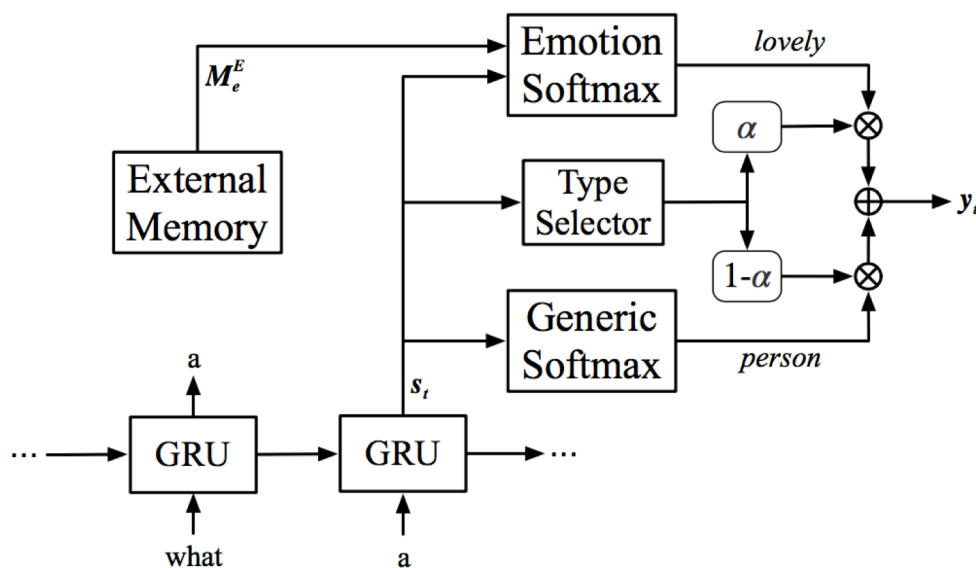 Emotion
Softmax
lovely
M_e^E
α
External
Memory
Type
Selector
y_t
1-α
Generic
Softmax
person
a
s_t
...
GRU
GRU
...
what
a